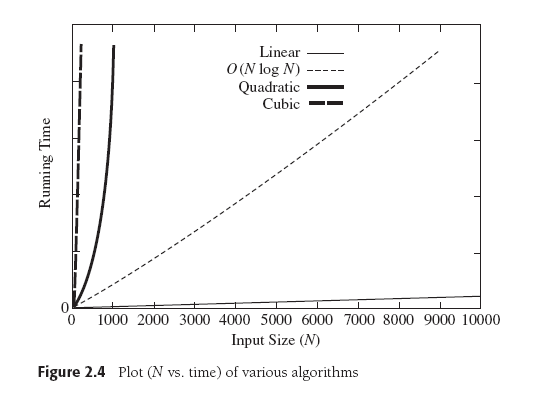 Linear
O(N log N)
Quadratic
Cubic
Running Time
0
0 1000 2000 3000 4000 5000 6000 7000 8000 9000 10000
Input Size (N)
Figure 2.4 Plot (N vs. time) of various algorithms